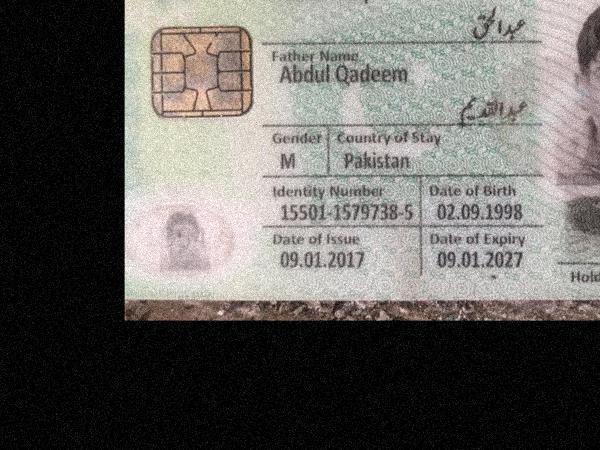 عبدالحق
Father Name
Abdul Qadeem
عبدالقدیم
Gender Country of Stay
M Pakistan
Identity Number Date of Birth
15501-1579738-5 02.09.1998
Date of Issue Date of Expiry
09.01.2017 09.01.2027